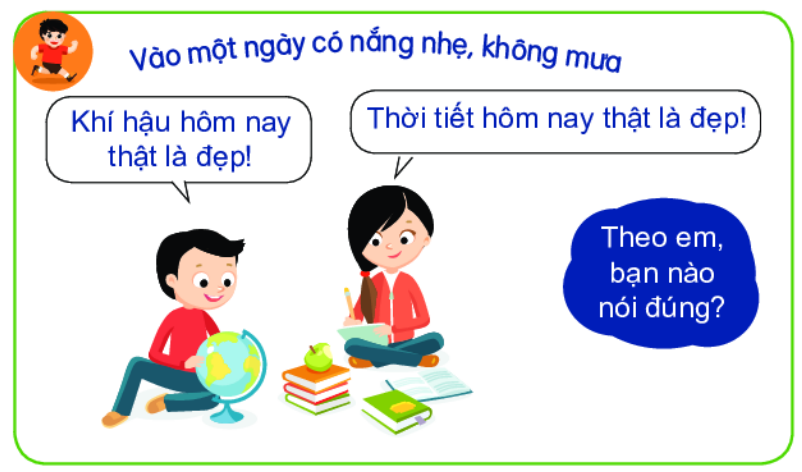 Vào một ngày có nắng nhẹ, không mưa
Khí hậu hôm nay
thật là đẹp!
Thời tiết hôm nay thật là đẹp!
Theo em,
bạn nào
nói đúng?